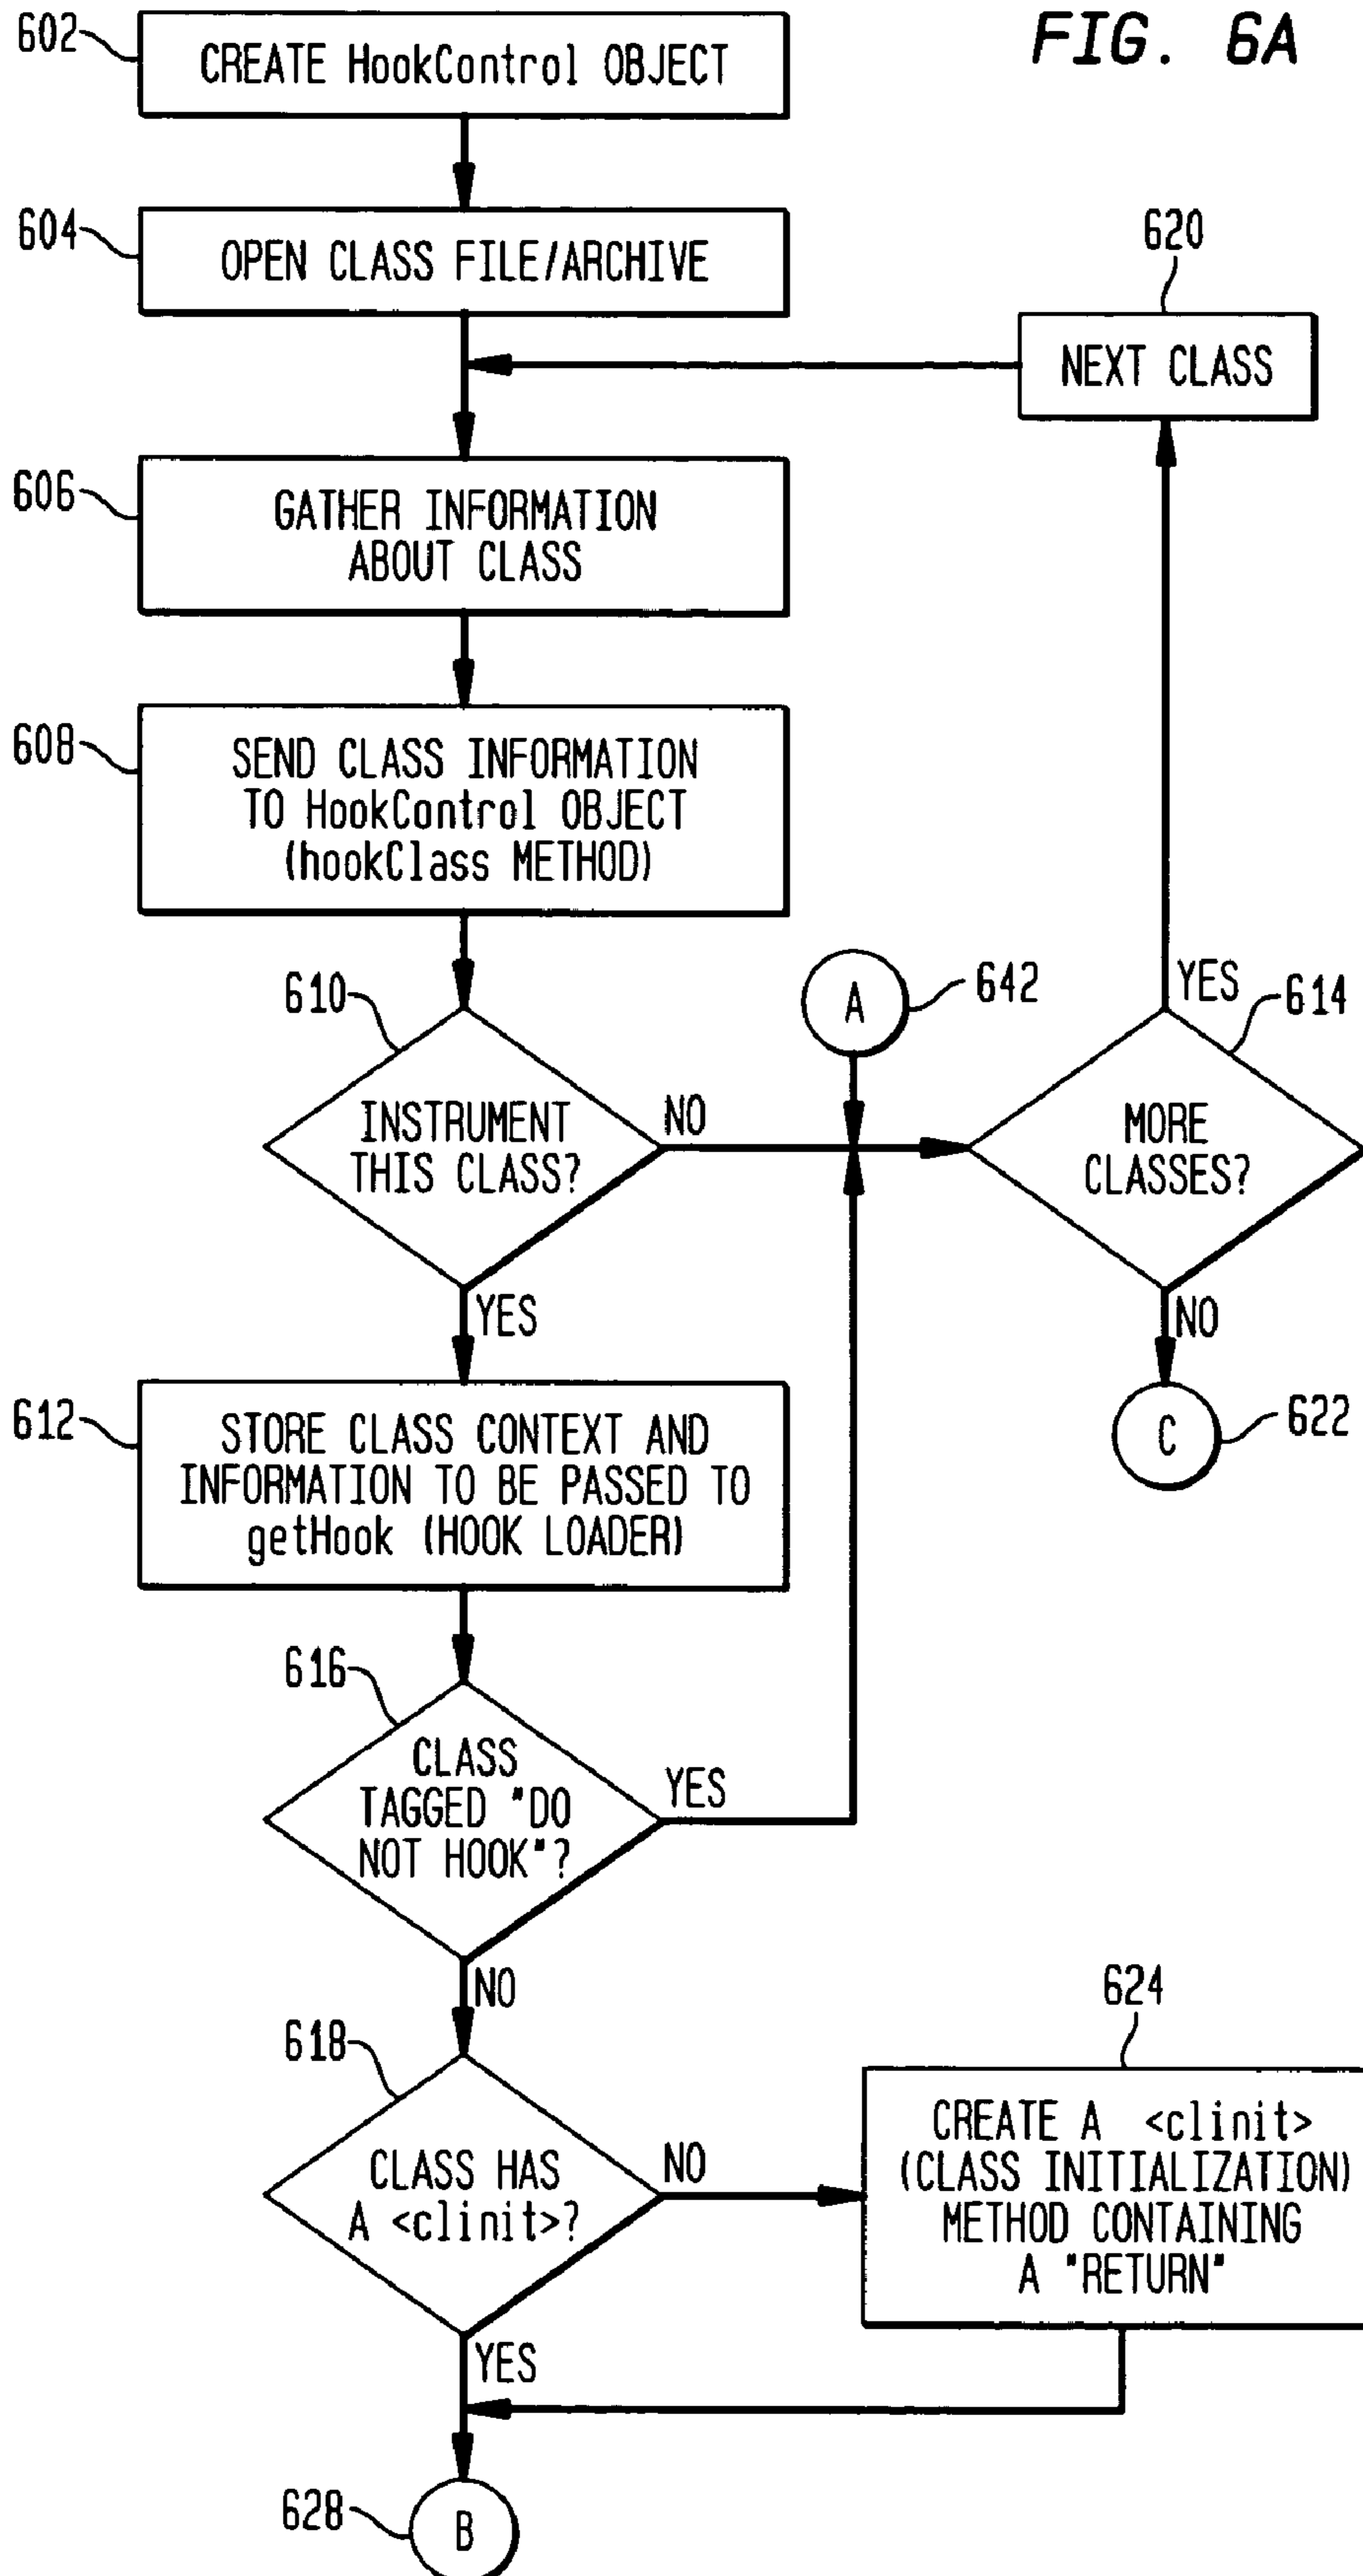 FIG. 6A
602
CREATE HookControl OBJECT
604
OPEN CLASS FILE/ARCHIVE
620
NEXT CLASS
606
GATHER INFORMATION
ABOUT CLASS
608
SEND CLASS INFORMATION
TO HookControl OBJECT
(hookClass METHOD)
610
INSTRUMENT
THIS CLASS?
NO
YES
A
642
YES
614
MORE
CLASSES?
NO
C
622
612
STORE CLASS CONTEXT AND
INFORMATION TO BE PASSED TO
getHook (HOOK LOADER)
616
CLASS
TAGGED "DO
NOT HOOK"?
YES
NO
618
CLASS HAS
A <clinit>?
NO
YES
624
CREATE A <clinit>
(CLASS INITIALIZATION)
METHOD CONTAINING
A "RETURN"
628
B